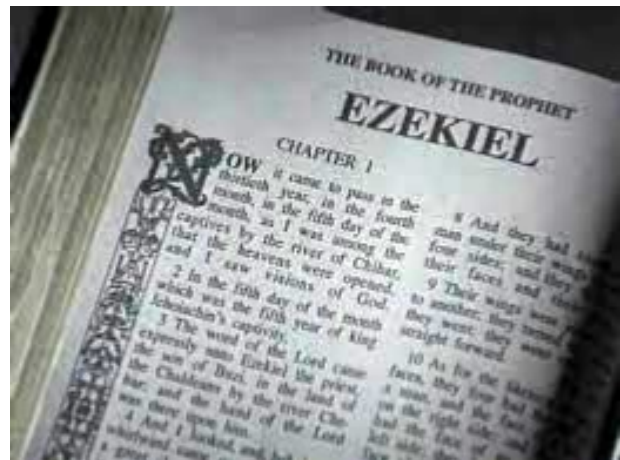 THE BOOK OF THE PROPHET
EZEKIEL
CHAPTER 1
NOW it came to pass in the
thirtieth year, in the fourth
month, in the fifth day of the
month, as I was among the
captives by the river of Chibar,
that the heavens were opened,
and I saw visions of God.
2 In the fifth day of the month
which was the fifth year of king
captivity.
3 The word of the Lord came
expressly unto Ezekiel the priest,
the son of Buzi, in the land of
the Chaldeans by the river Che-
bar, and the hand of the Lord
was there upon him.
4 And I looked, and
whirlwind, came
a great
8 And they had
man under their wings
four sides; and they
their faces and their
9 Their wings were
to another; they turned
they went; they went
straight forward.
10 As for the likeness
faces, they four had
a man, and the face
on the right side; and
had the face of
left side; they
face